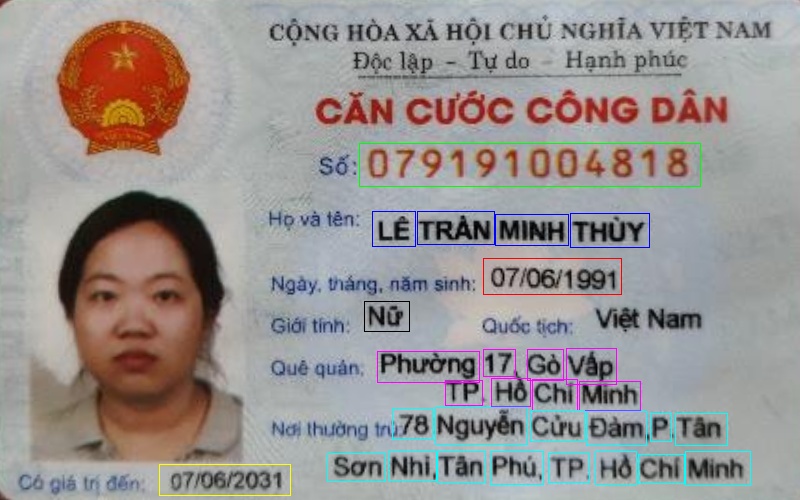 CỘNG HÒA XÃ HỘI CHỦ NGHĨA VIỆT NAM
Độc lập - Tự do - Hạnh phúc
CĂN CƯỚC CÔNG DÂN
Số: 079191004818
Họ và tên: LÊ TRẦN MINH THÙY
Ngày, tháng, năm sinh: 07/06/1991
Giới tính: Nữ Quốc tịch: Việt Nam
Quê quán: Phường 17, Gò Vấp
TP. Hồ Chí Minh
Nơi thường trú: 78 Nguyễn Cửu Đàm, P. Tân
Sơn Nhì, Tân Phú, TP. Hồ Chí Minh
Có giá trị đến: 07/06/2031